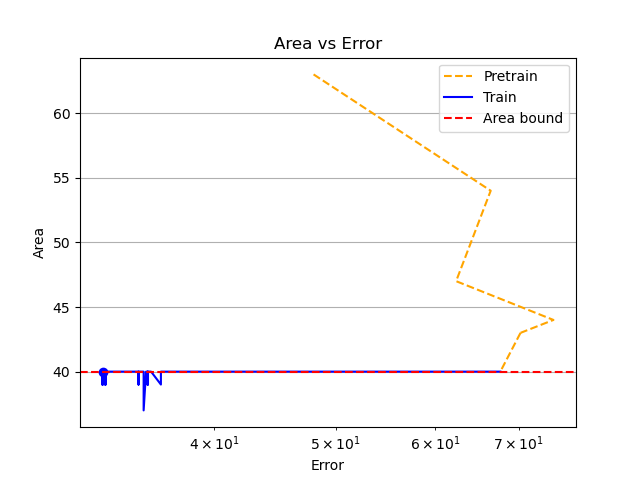 Area vs Error
Pretrain
Train
Area bound
60
55
50
45
40
Area
4 × 10¹
5 × 10¹
6 × 10¹
7 × 10¹
Error